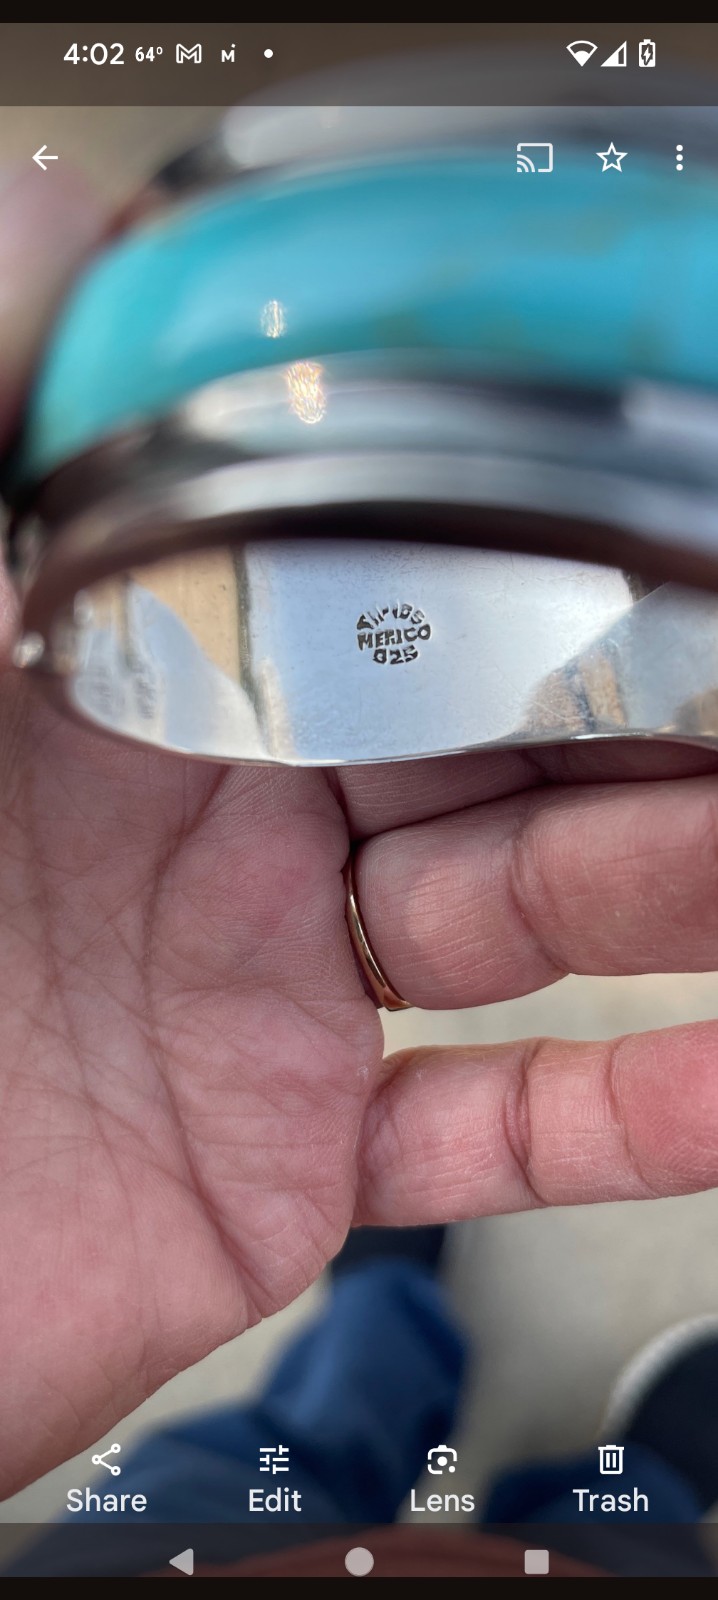 4:02 64°
MEXICO
925
Share Edit Lens Trash